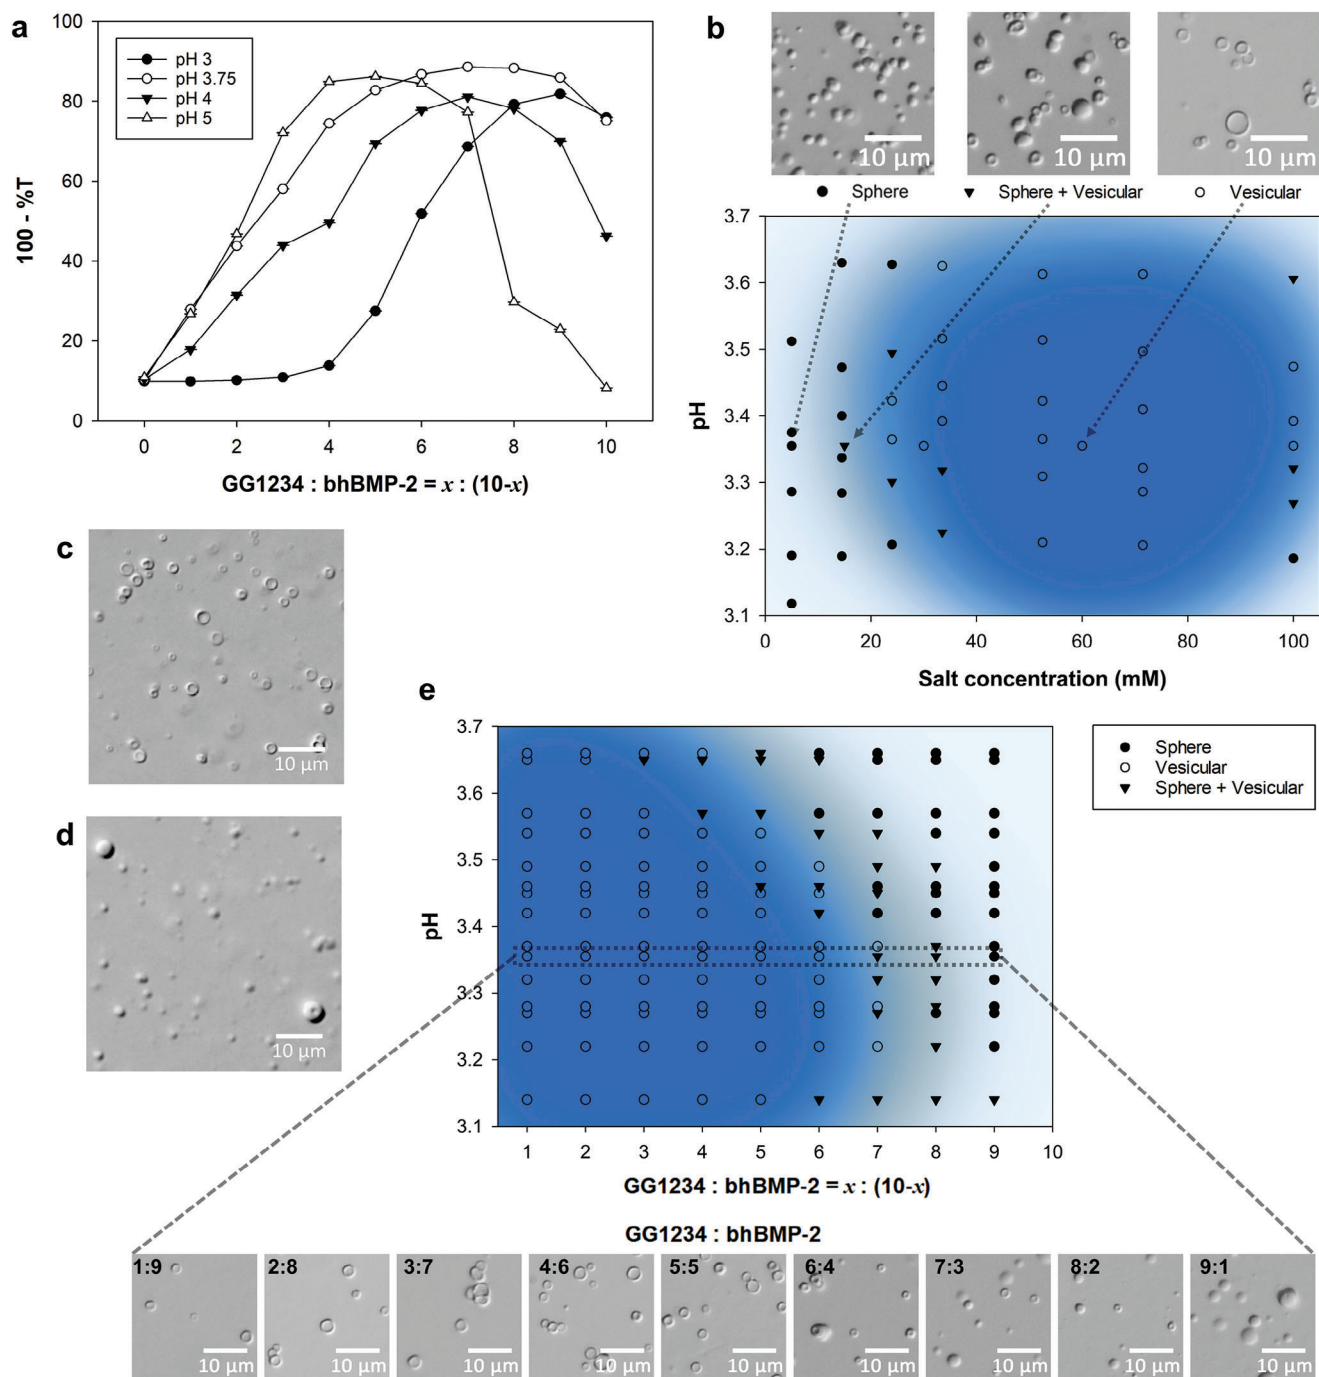 a
100
80
60
40
20
0
100 - %T
pH 3
pH 3.75
pH 4
pH 5
0 2 4 6 8 10
GG1234 : bhBMP-2 = x : (10-x)
b
10 µm 10 µm 10 µm
Sphere Sphere + Vesicular Vesicular
3.7
3.6
3.5
3.4
3.3
3.2
3.1
pH
0 20 40 60 80 100
Salt concentration (mM)
c
10 µm
d
10 µm
e
3.7
3.6
3.5
3.4
3.3
3.2
3.1
pH
1 2 3 4 5 6 7 8 9 10
GG1234 : bhBMP-2 = x : (10-x)
Sphere
Vesicular
Sphere + Vesicular
GG1234 : bhBMP-2
1:9 2:8 3:7 4:6 5:5 6:4 7:3 8:2 9:1
10 µm 10 µm 10 µm 10 µm 10 µm 10 µm 10 µm 10 µm 10 µm